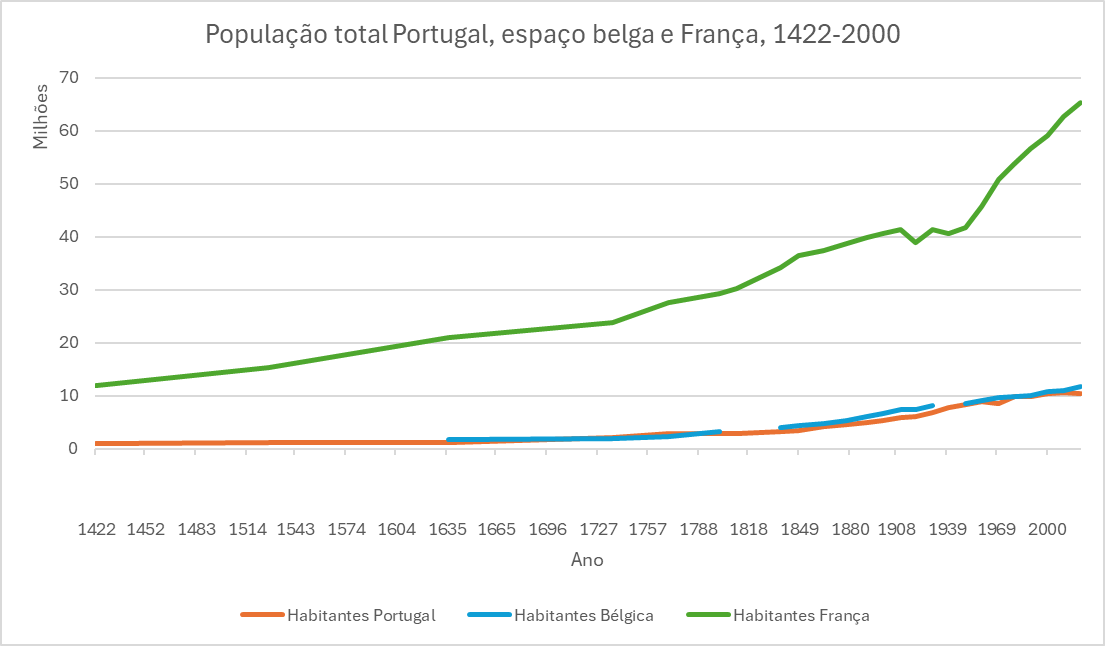 População total Portugal, espaço belga e França, 1422-2000
Milhões
70
60
50
40
30
20
10
0
1422 1452 1483 1514 1543 1574 1604 1635 1665 1696 1727 1757 1788 1818 1849 1880 1908 1939 1969 2000
Ano
Habitantes Portugal Habitantes Bélgica Habitantes França